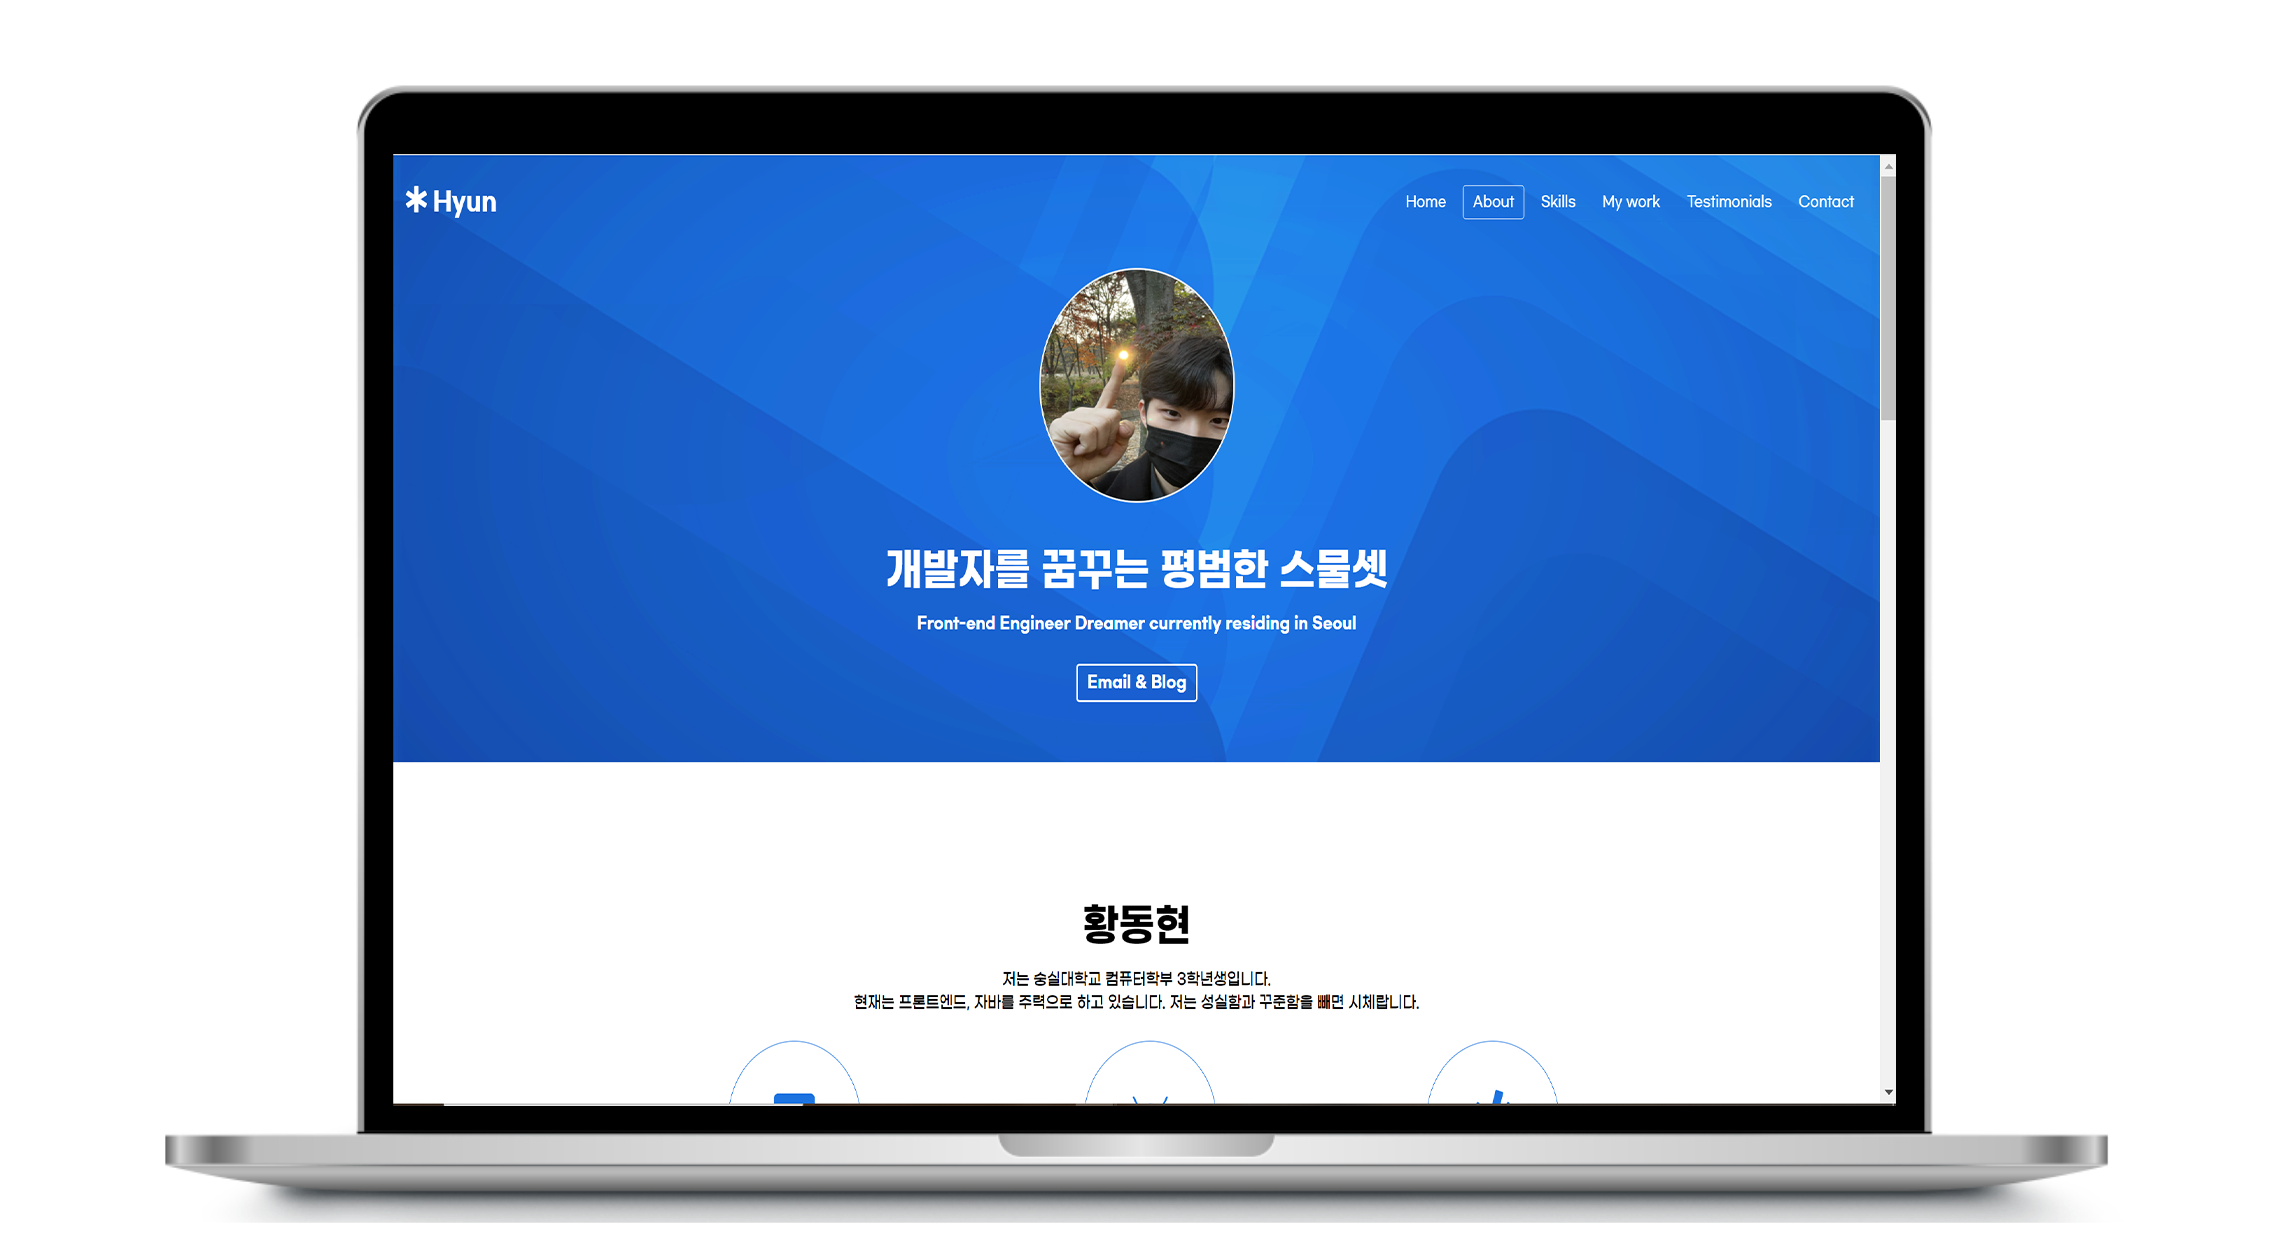 Hyun
Home About Skills My work Testimonials Contact
개발자를 꿈꾸는 평범한 스물셋
Front-end Engineer Dreamer currently residing in Seoul
Email & Blog
황동현
저는 숭실대학교 컴퓨터학부 3학년생입니다.
현재는 프론트엔드, 자바를 주력으로 하고 있습니다. 저는 성실함과 꾸준함을 빼면 시체랍니다.